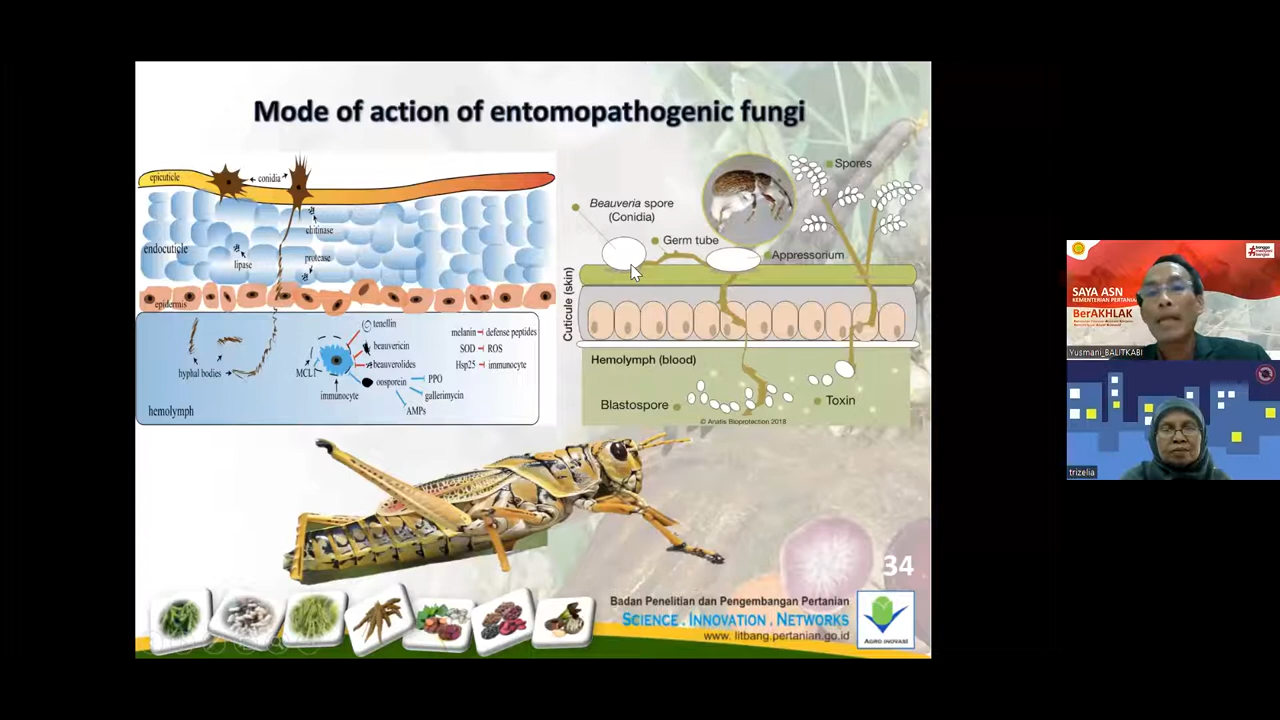 Mode of action of entomopathogenic fungi
epicuticle
conidia
chitinase
endocuticle
lipase
protease
epidermis
tenellin
beauvericin
beauverolides
oosporein
MCL1
immunocyte
PPO
gallerimycin
AMPs
melanin defense peptides
SOD ROS
Hsp25 immunocyte
hyphal bodies
hemolymph
Spores
Beauveria spore
(Conidia)
Germ tube
Appressorium
Cuticule (skin)
Hemolymph (blood)
Blastospore
Toxin
© Anatis Bioprotection 2018
34
Badan Penelitian dan Pengembangan Pertanian
SCIENCE . INNOVATION . NETWORKS
www. litbang.pertanian.go.id
AGRO INOVASI
SAYA ASN
KEMENTERIAN PERTANIA
BerAKHLAK
Yusmani_BALITKABI
trizelia